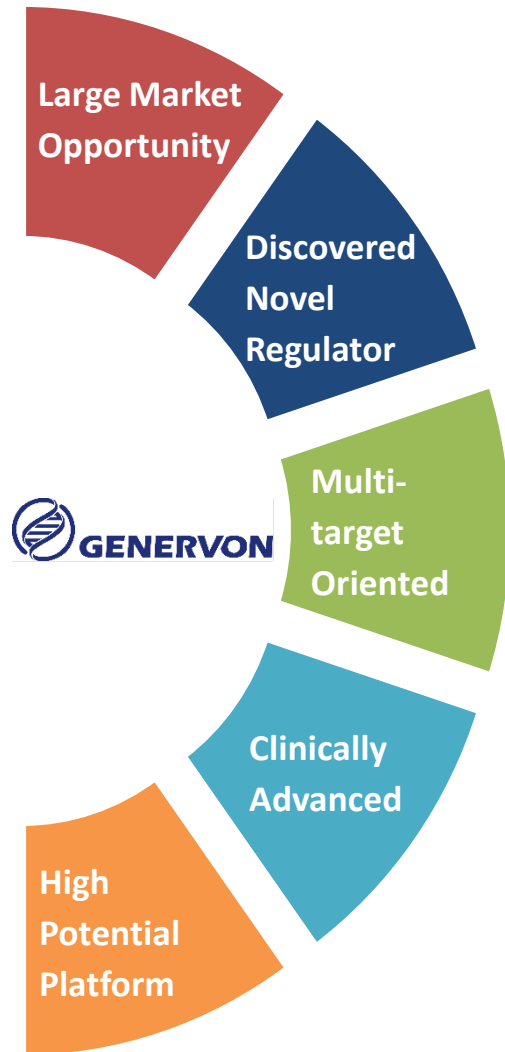 Large Market
Opportunity
Discovered
Novel
Regulator
Multi-
target
Oriented
GENERVON
Clinically
Advanced
High
Potential
Platform